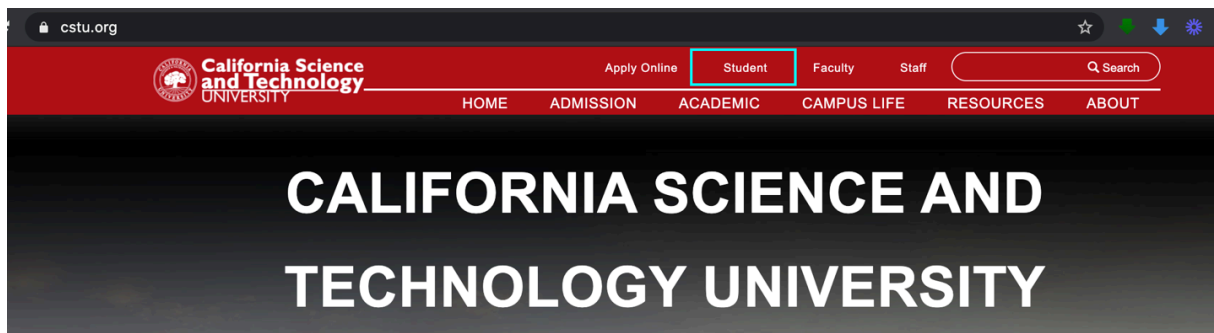 cstu.org
California Science
and Technology
UNIVERSITY
Apply Online Student Faculty Staff Search
HOME ADMISSION ACADEMIC CAMPUS LIFE RESOURCES ABOUT
CALIFORNIA SCIENCE AND
TECHNOLOGY UNIVERSITY